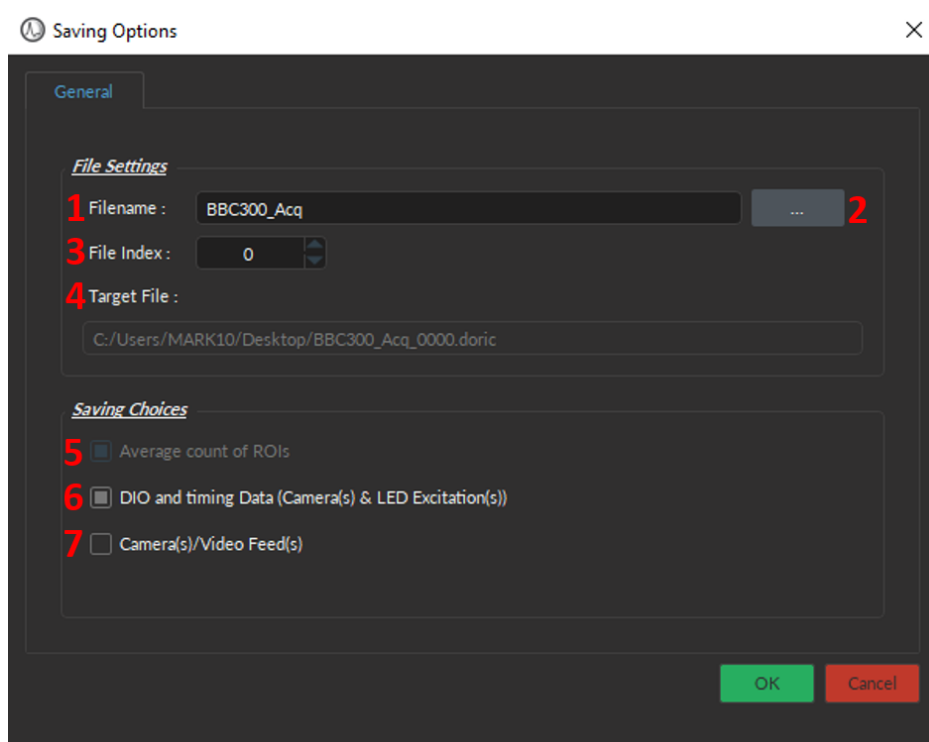 Saving Options
General
File Settings
1 Filename : BBC300_Acq ... 2
3 File Index : 0
4 Target File :
C:/Users/MARK10/Desktop/BBC300_Acq_0000.doric
Saving Choices
5 Average count of ROIs
6 DIO and timing Data (Camera(s) & LED Excitation(s))
7 Camera(s)/Video Feed(s)
OK Cancel